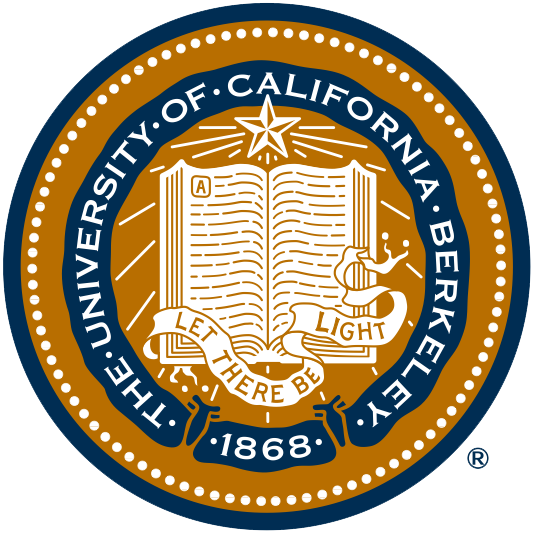 THE·UNIVERSITY·OF·CALIFORNIA·BERKELEY·
A
LET THERE BE LIGHT
·1868·
®